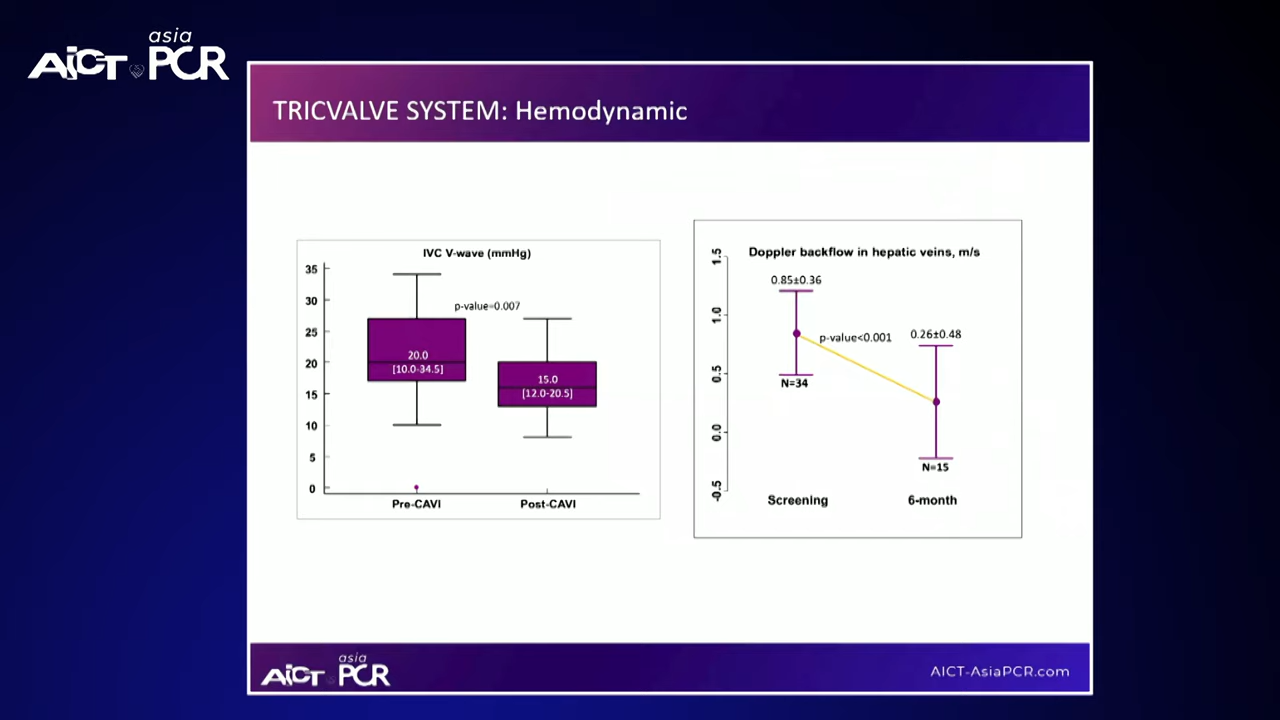 asia
AICT PCR
TRICVALVE SYSTEM: Hemodynamic
IVC V-wave (mmHg)
35
30
25
20
15
10
5
0
p-value=0.007
20.0
[10.0-34.5]
15.0
[12.0-20.5]
Pre-CAVI
Post-CAVI
Doppler backflow in hepatic veins, m/s
1.5
1.0
0.5
0.0
-0.5
0.85±0.36
p-value<0.001
0.26±0.48
N=34
N=15
Screening
6-month
asia
AICT PCR
AICT-AsiaPCR.com